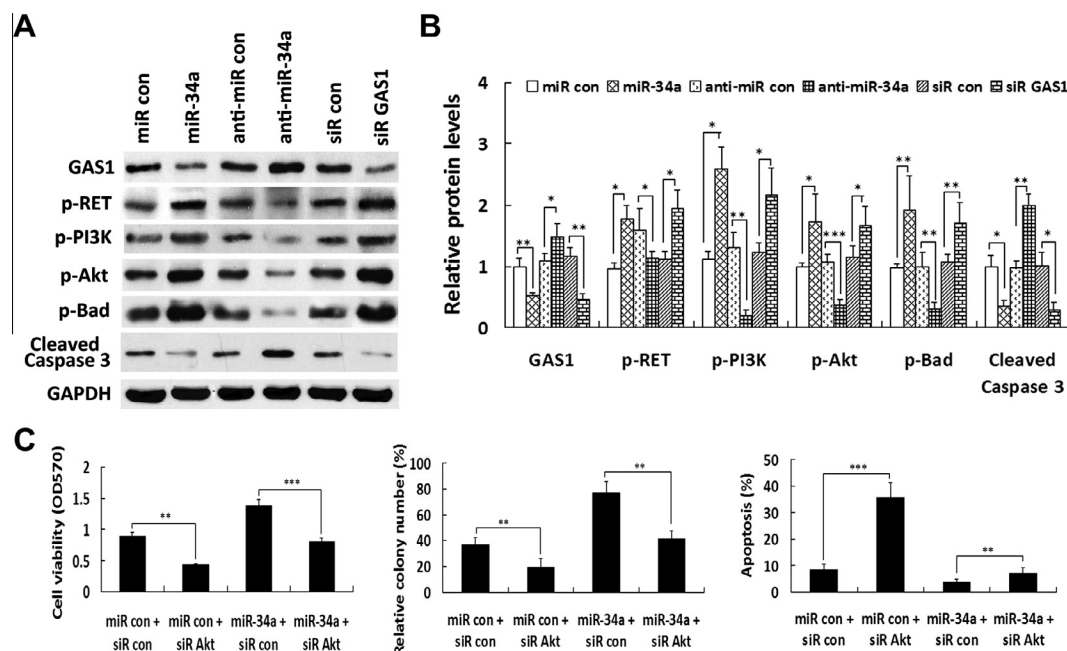 A
miR con
miR-34a
anti-miR con
anti-miR-34a
siR con
siR GAS1
GAS1
p-RET
p-PI3K
p-Akt
p-Bad
Cleaved
Caspase 3
GAPDH
B
Relative protein levels
4
3
2
1
0
miR con miR-34a anti-miR con anti-miR-34a siR con siR GAS1
** * **
* * *
* ** *
* *** *
** ** **
* ** *
GAS1 p-RET p-PI3K p-Akt p-Bad Cleaved
Caspase 3
C
Cell viability (OD570)
2
1.5
1
0.5
0
** ***
miR con + miR con + miR-34a + miR-34a +
siR con siR Akt siR con siR Akt
Relative colony number (%)
100
80
60
40
20
0
** **
miR con + miR con + miR-34a + miR-34a +
siR con siR Akt siR con siR Akt
Apoptosis (%)
50
40
30
20
10
0
*** **
miR con + miR con + miR-34a + miR-34a +
siR con siR Akt siR con siR Akt